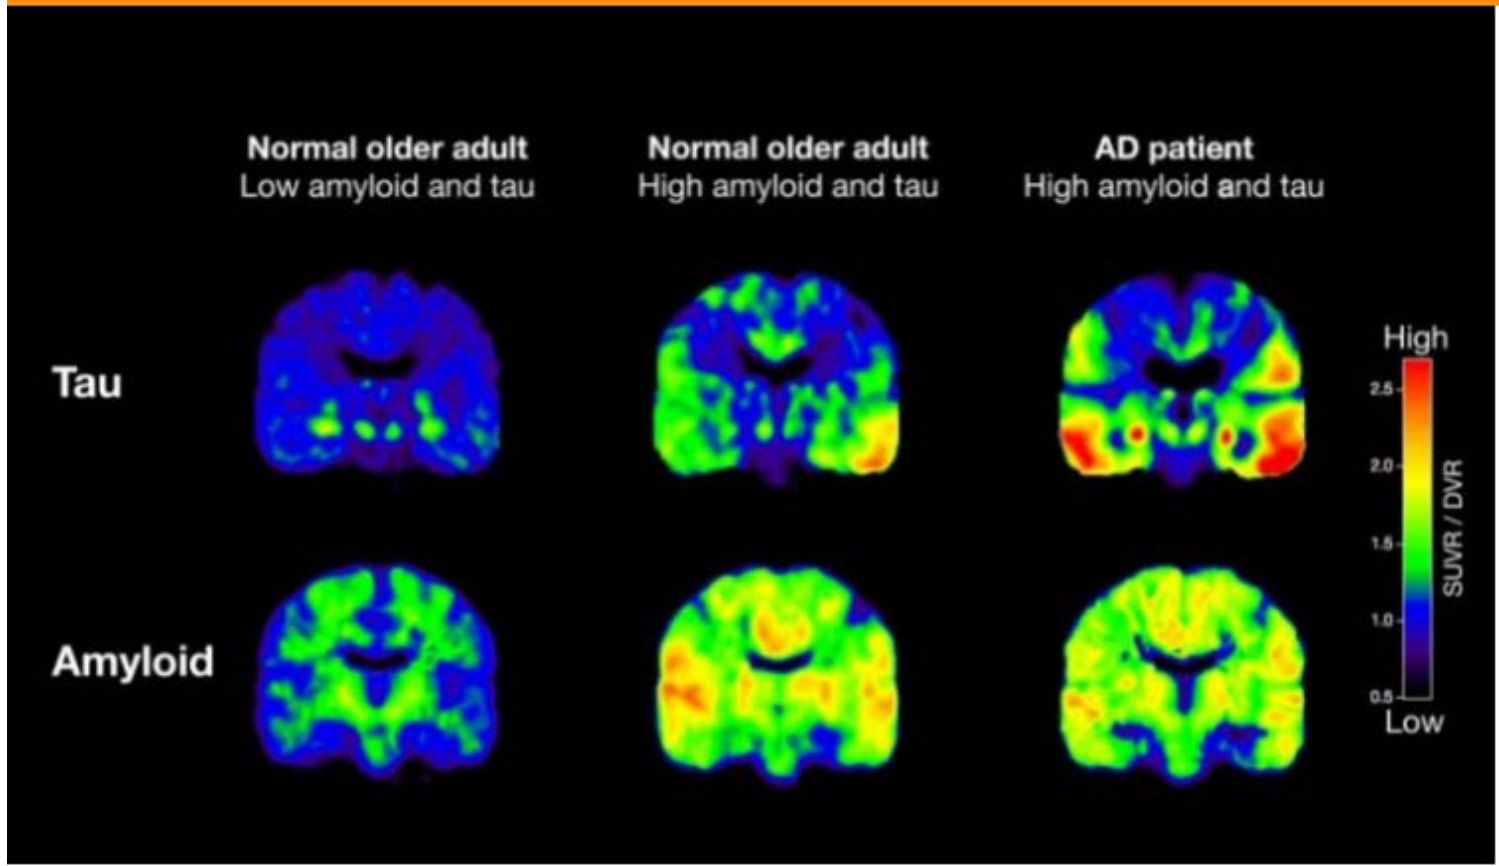 Normal older adult
Low amyloid and tau
Normal older adult
High amyloid and tau
AD patient
High amyloid and tau
Tau
Amyloid
High
2.5
2.0
1.5
1.0
0.5
Low
SUVR / DVR